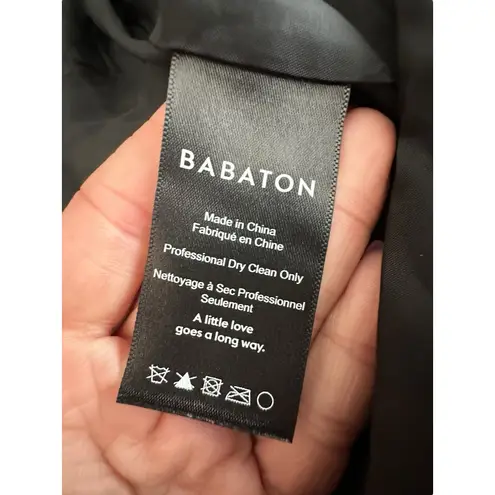 BABATON
Made in China
Fabriqué en Chine
Professional Dry Clean Only
Nettoyage à Sec Professionnel
Seulement
A little love
goes a long way.